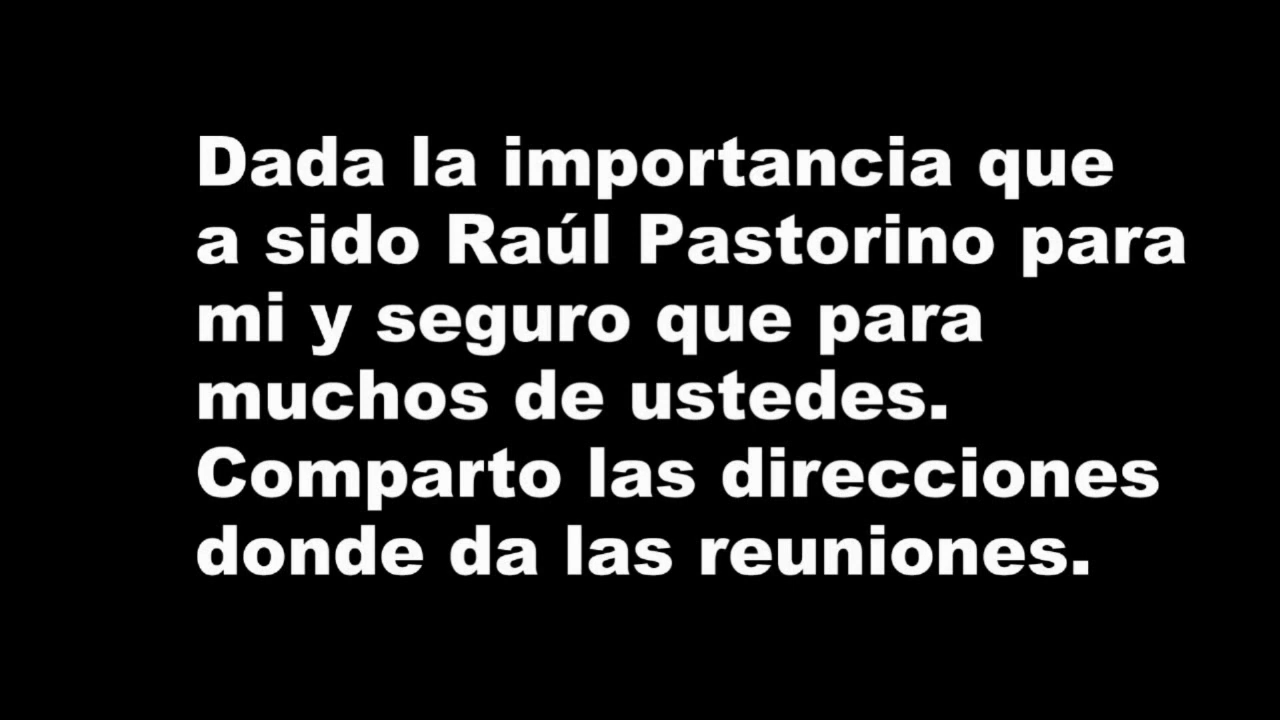 Dada la importancia que
a sido Raúl Pastorino para
mi y seguro que para
muchos de ustedes.
Comparto las direcciones
donde da las reuniones.